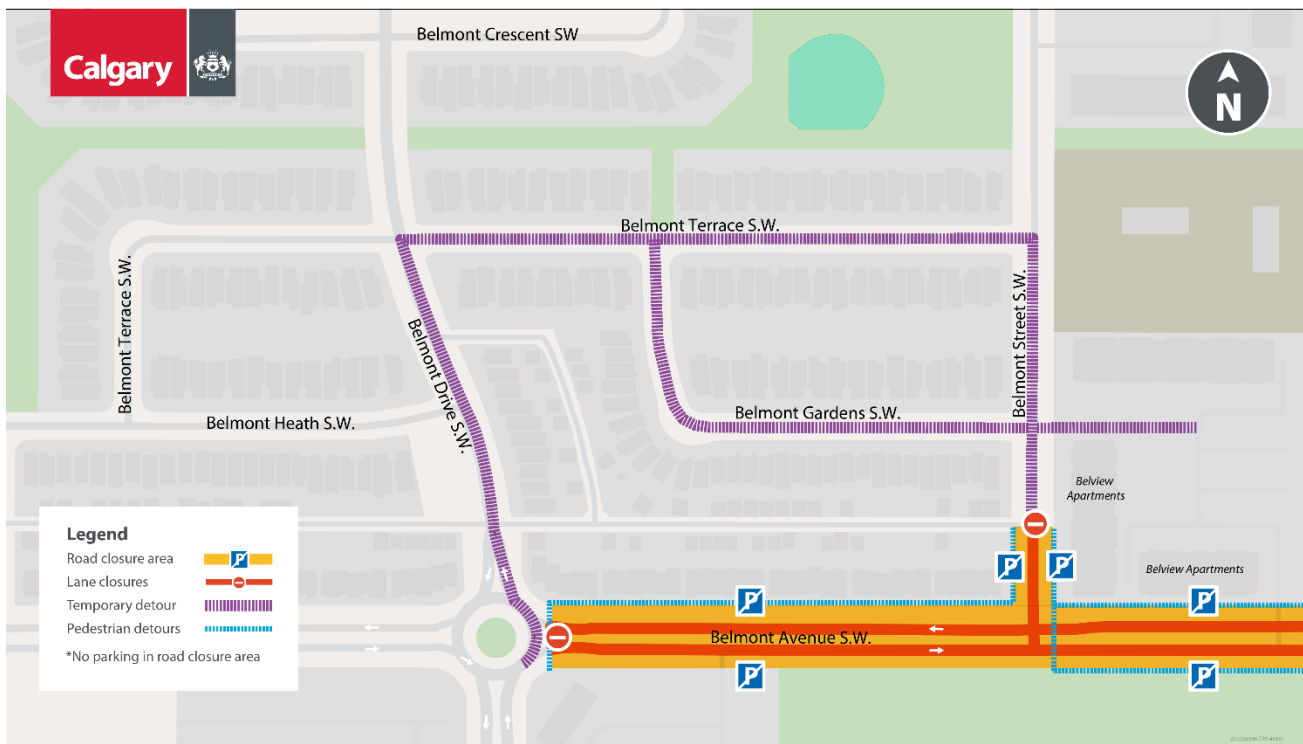 Belmont Crescent SW
Calgary
N
Belmont Terrace S.W.
Belmont Terrace S.W.
Belmont Street S.W.
Belmont Drive S.W.
Belmont Gardens S.W.
Belmont Heath S.W.
Belview
Apartments
Legend
Road closure area
P
Lane closures
Temporary detour
Pedestrian detours
*No parking in road closure area
P
P
Belview Apartments
P
P
Belmont Avenue S.W.
P
P